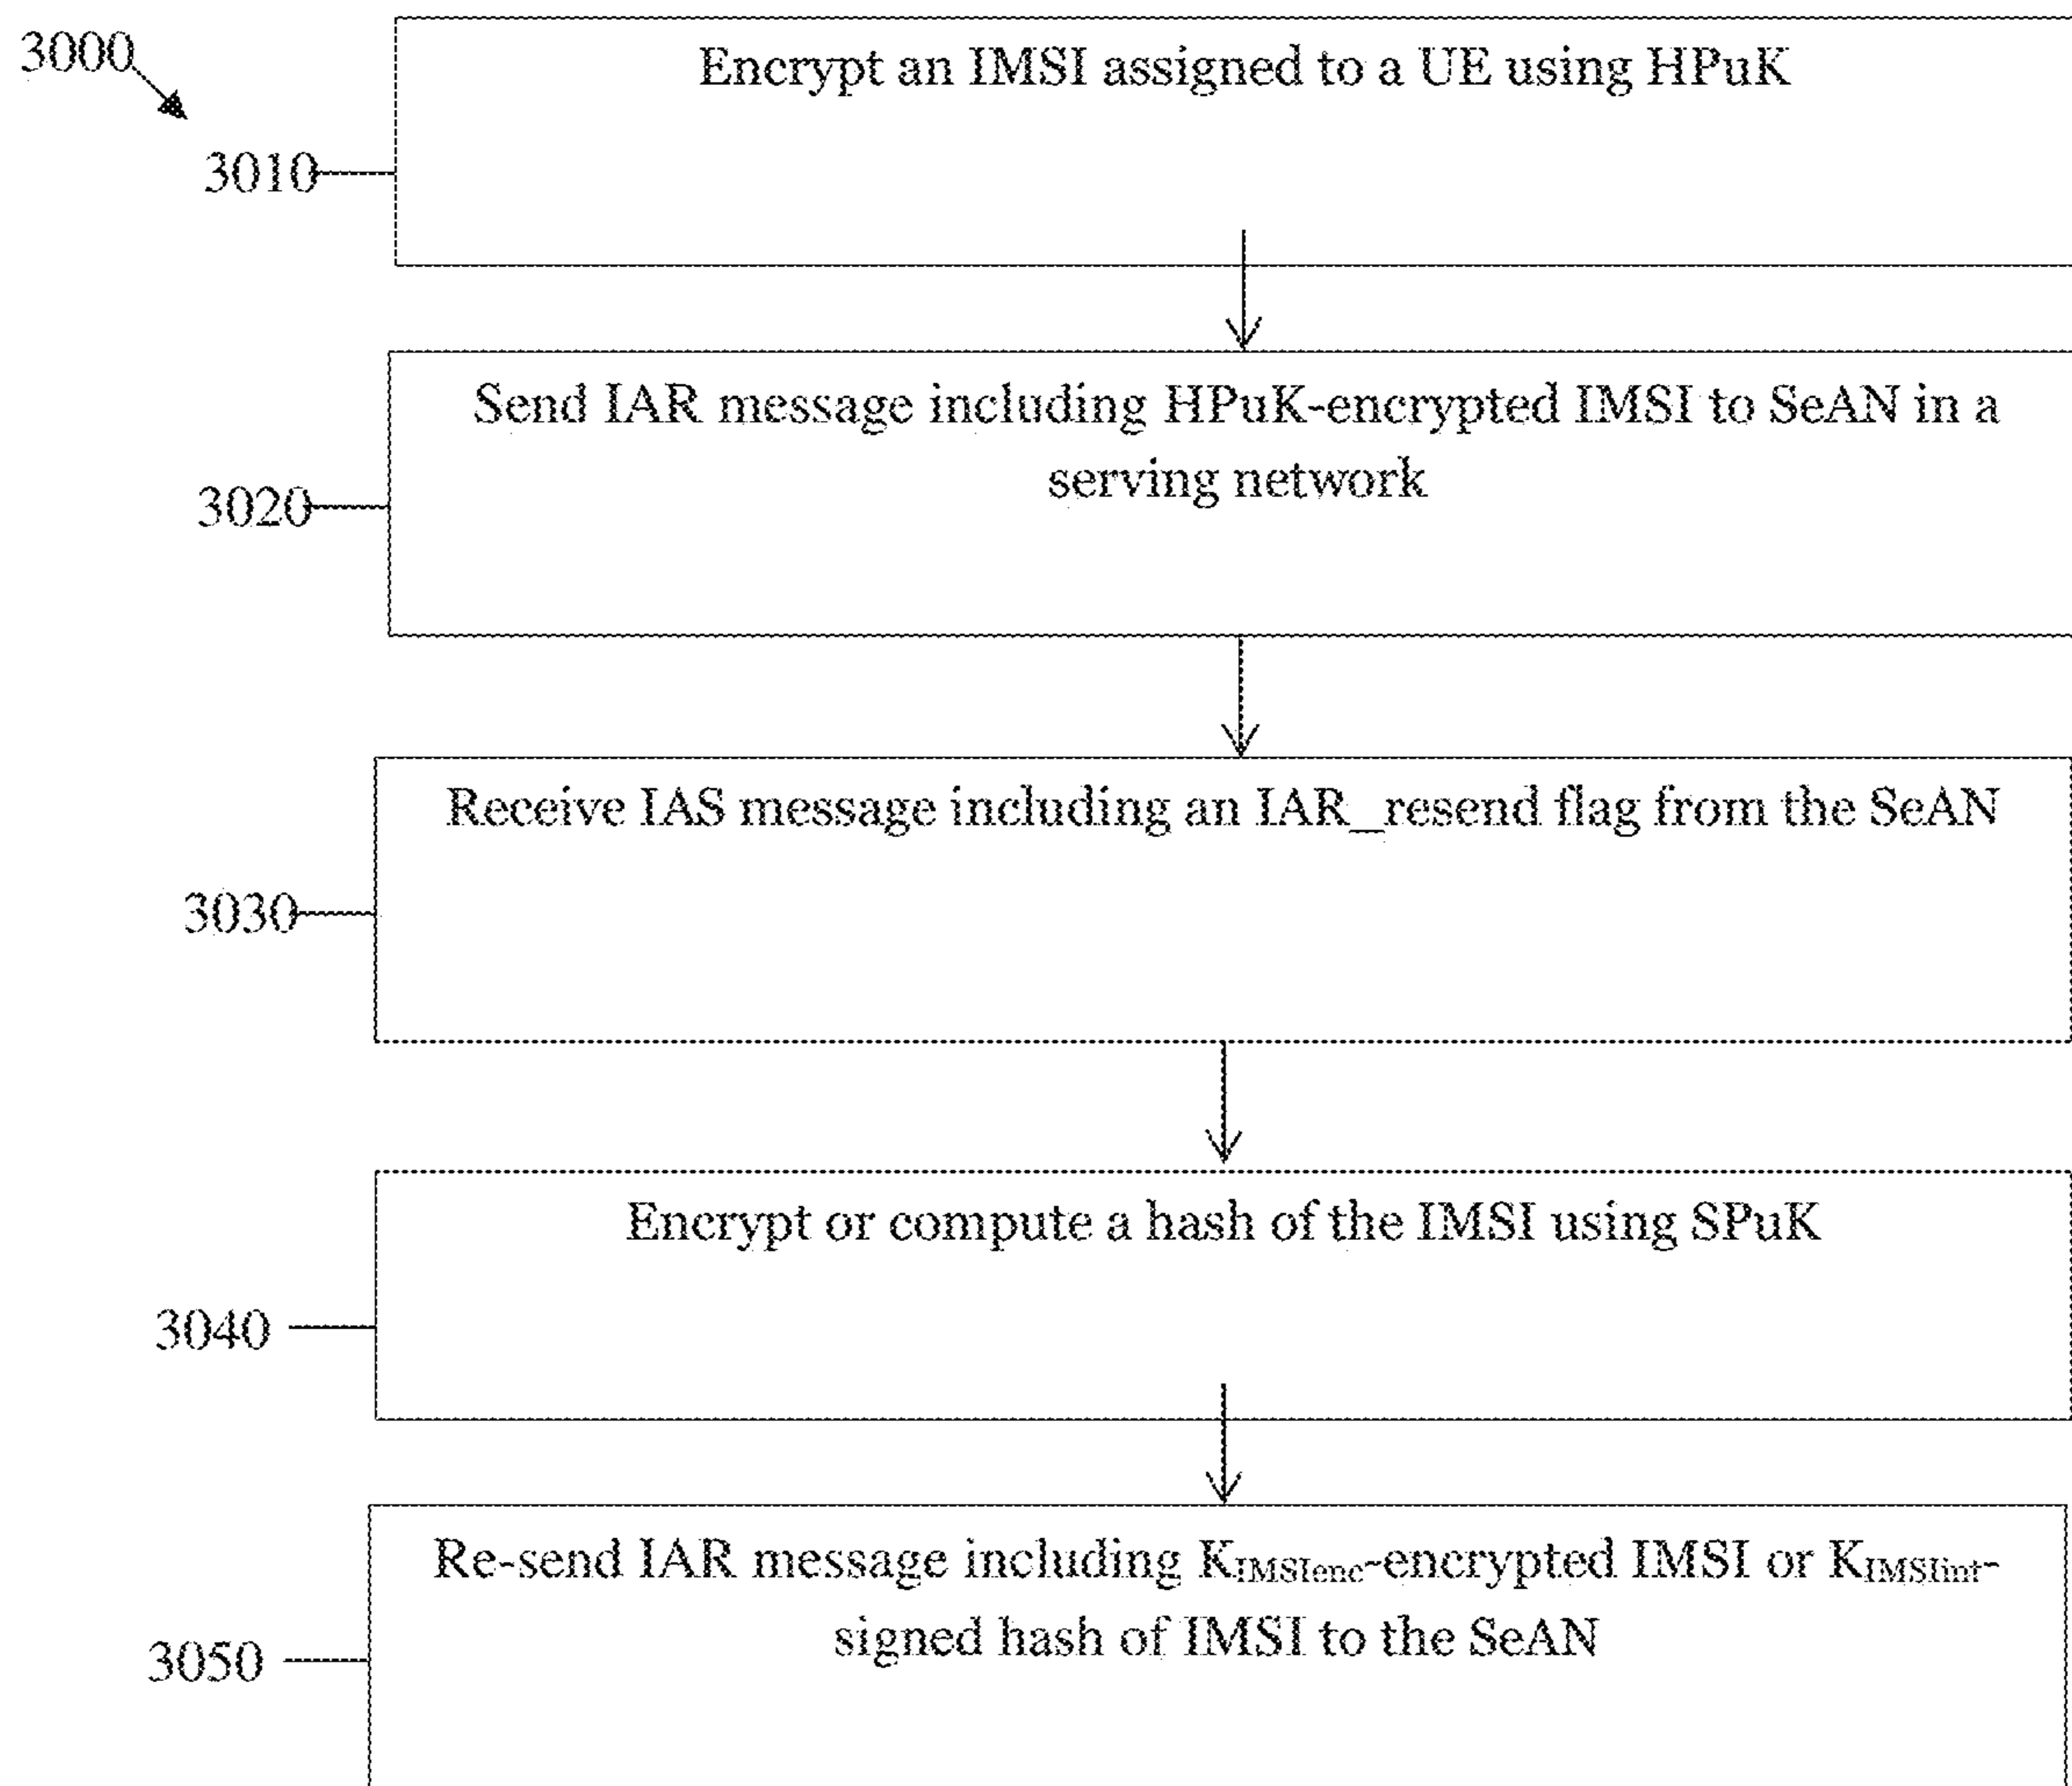 3000
Encrypt an IMSI assigned to a UE using HPuK
3010
Send IAR message including HPuK-encrypted IMSI to SeAN in a
serving network
3020
Receive IAS message including an IAR_resend flag from the SeAN
3030
Encrypt or compute a hash of the IMSI using SPuK
3040
Re-send IAR message including KIMSIenc-encrypted IMSI or KIMSIint-
signed hash of IMSI to the SeAN
3050